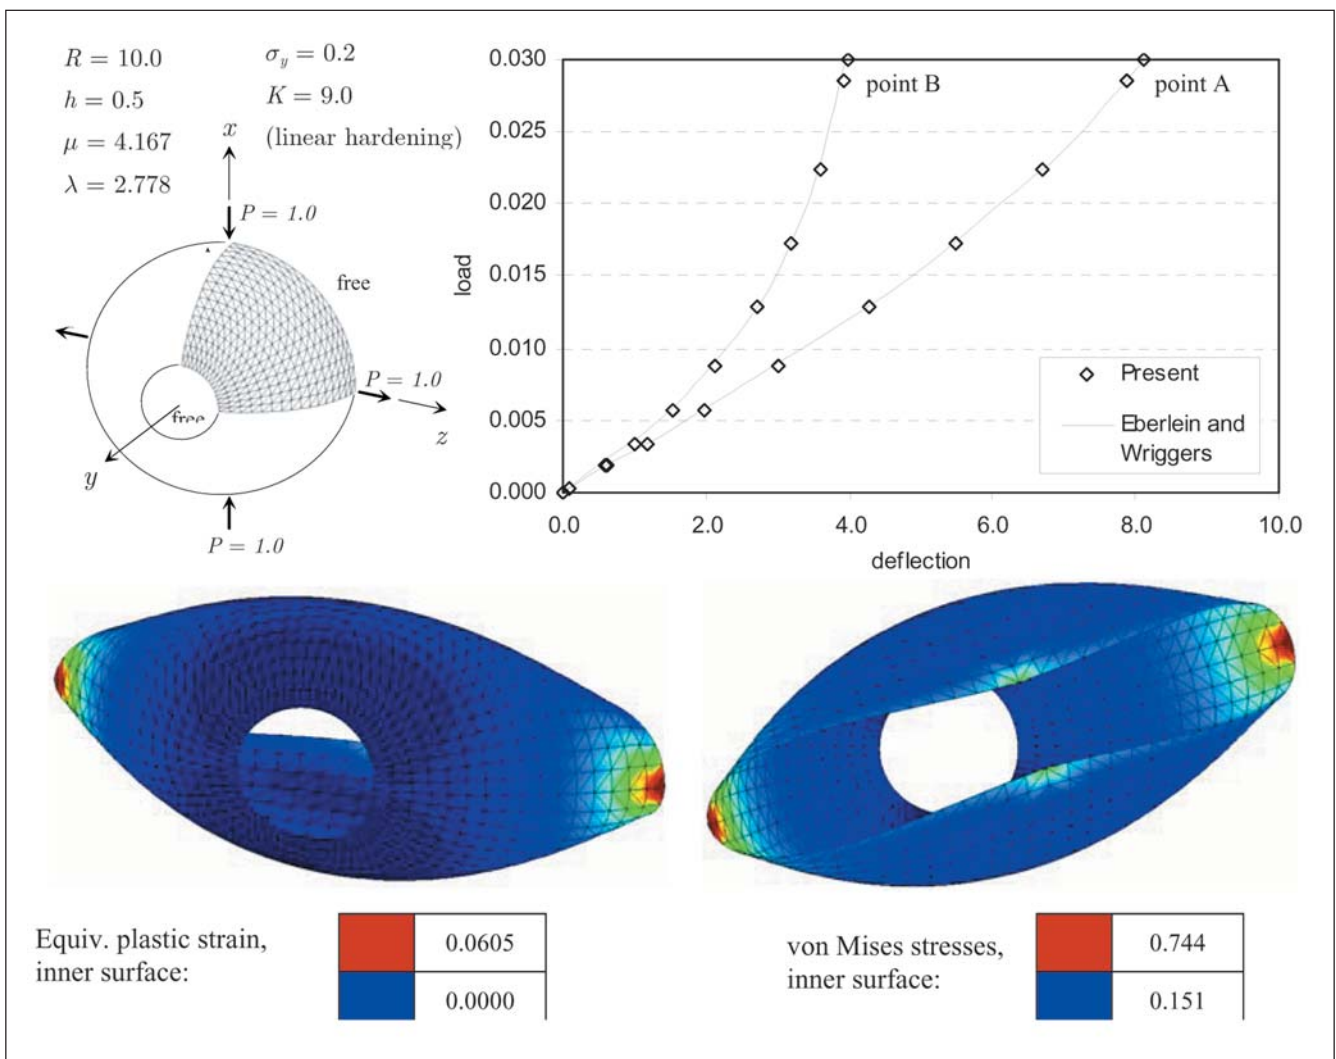 R = 10.0
h = 0.5
μ = 4.167
λ = 2.778
σ_y = 0.2
K = 9.0
(linear hardening)
x
P = 1.0
free
P = 1.0
z
free
y
P = 1.0
0.030
0.025
0.020
0.015
0.010
0.005
0.000
load
point B
point A
Present
Eberlein and
Wriggers
0.0 2.0 4.0 6.0 8.0 10.0
deflection
Equiv. plastic strain,
inner surface:
0.0605
0.0000
von Mises stresses,
inner surface:
0.744
0.151